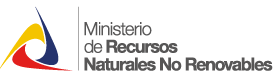 Ministerio
de Recursos
Naturales No Renovables